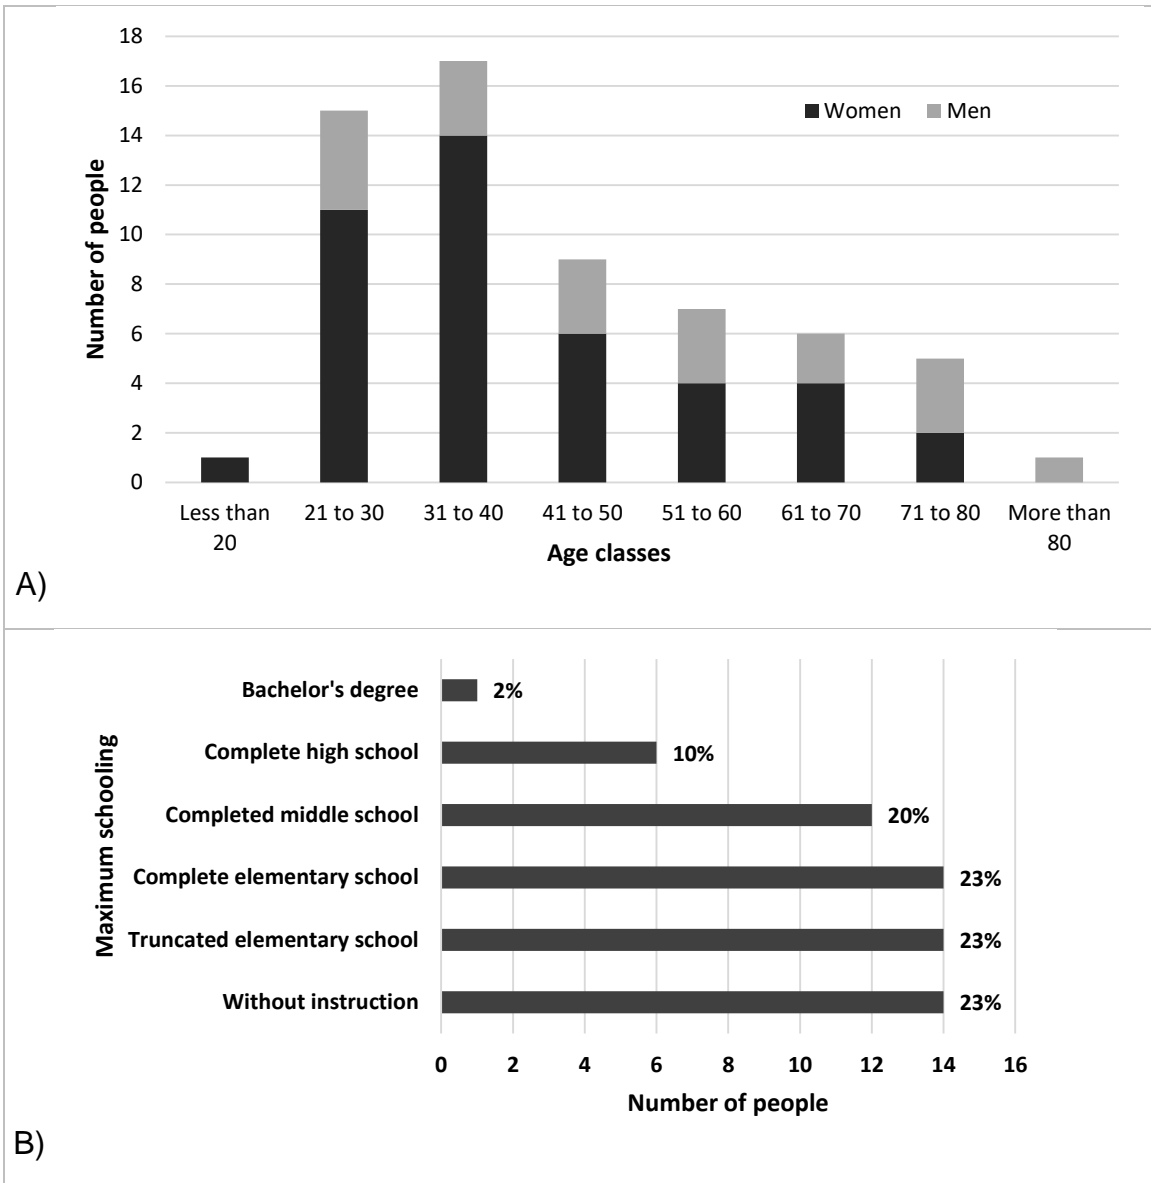 18
16
14
12
10
8
6
4
2
0
Number of people
Women Men
Less than 21 to 30 31 to 40 41 to 50 51 to 60 61 to 70 71 to 80 More than
20 80
Age classes
A)
Maximum schooling
Bachelor's degree 2%
Complete high school 10%
Completed middle school 20%
Complete elementary school 23%
Truncated elementary school 23%
Without instruction 23%
0 2 4 6 8 10 12 14 16
Number of people
B)